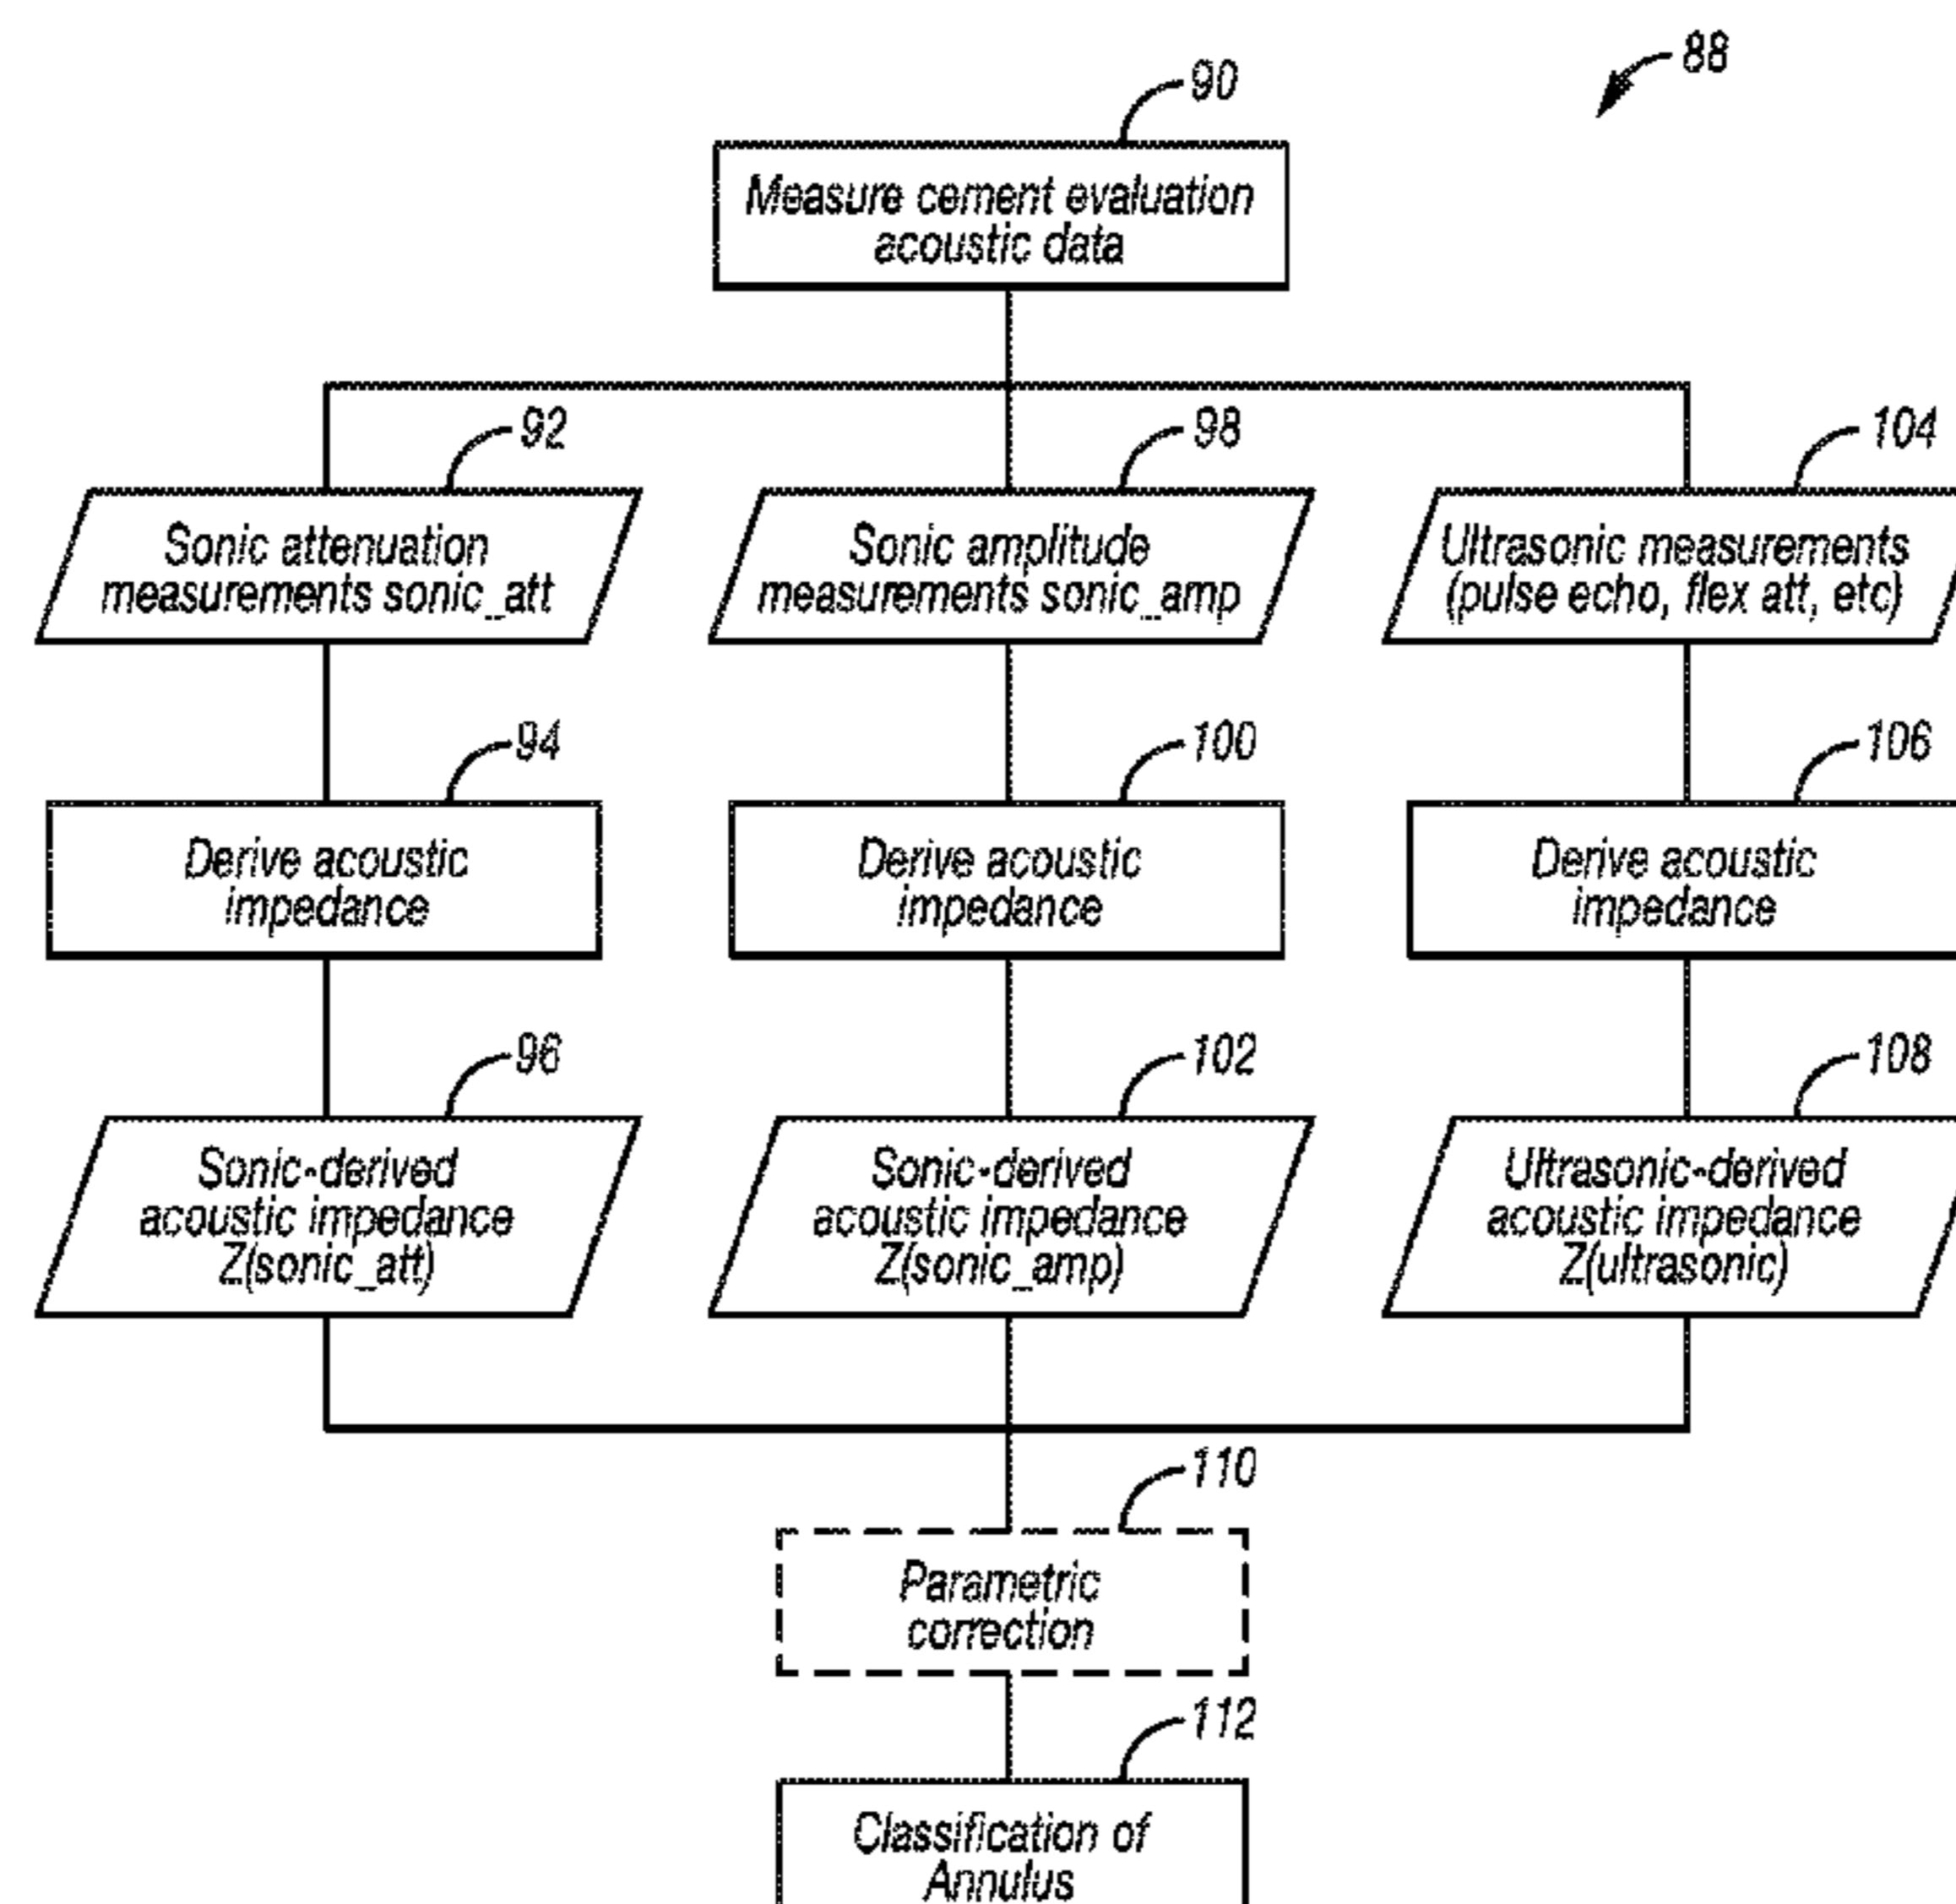 88
90
Measure cement evaluation
acoustic data
92
98
104
Sonic attenuation
measurements sonic_att
Sonic amplitude
measurements sonic_amp
Ultrasonic measurements
(pulse echo, flex att, etc)
94
100
106
Derive acoustic
impedance
Derive acoustic
impedance
Derive acoustic
impedance
96
102
108
Sonic-derived
acoustic impedance
Z(sonic_att)
Sonic-derived
acoustic impedance
Z(sonic_amp)
Ultrasonic-derived
acoustic impedance
Z(ultrasonic)
110
Parametric
correction
112
Classification of
Annulus